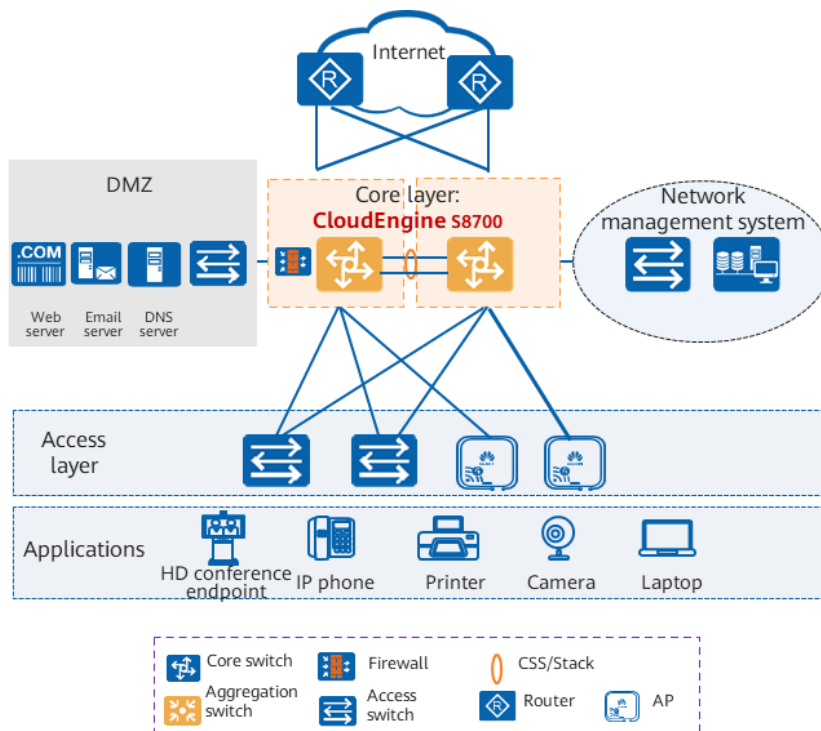 Internet
R
R
DMZ
Core layer:
CloudEngine S8700
Network
management system
.COM
Web
server
Email
server
DNS
server
Access
layer
Applications
HD conference
endpoint
IP phone
Printer
Camera
Laptop
Core switch
Firewall
CSS/Stack
Aggregation
switch
Access
switch
R
Router
AP